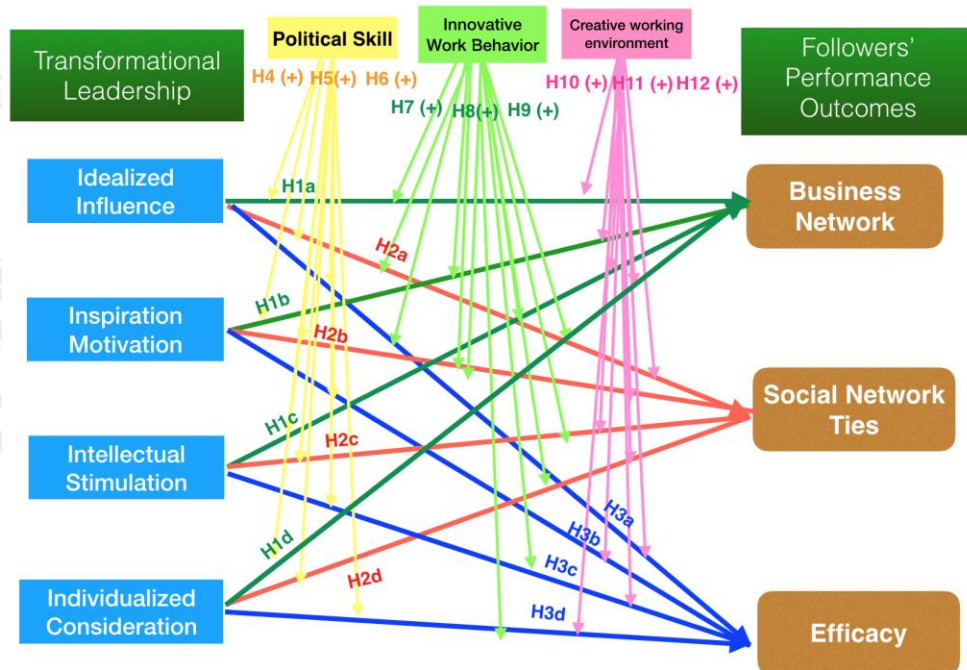 Transformational
Leadership
Political Skill
Innovative
Work Behavior
Creative working
environment
Followers'
Performance
Outcomes
H4 (+) H5(+) H6 (+)
H7 (+) H8(+) H9 (+)
H10 (+) H11 (+) H12 (+)
Idealized
Influence
H1a
Business
Network
H2a
H1b
Inspiration
Motivation
H2b
Social Network
Ties
H1c
H2c
Intellectual
Stimulation
H3a
H3b
H1d
H3c
H2d
Individualized
Consideration
H3d
Efficacy